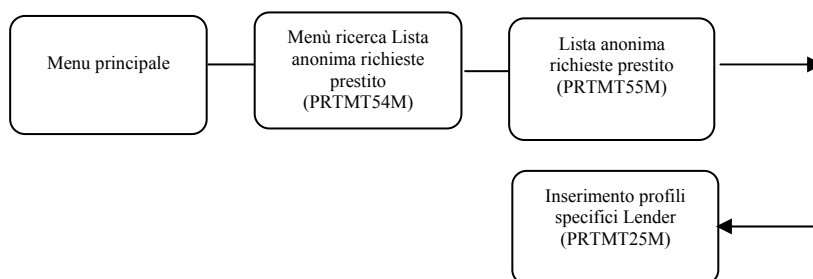 Menu principale
Menù ricerca Lista
anonima richieste
prestito
(PRTMT54M)
Lista anonima
richieste prestito
(PRTMT55M)
Inserimento profili
specifici Lender
(PRTMT25M)